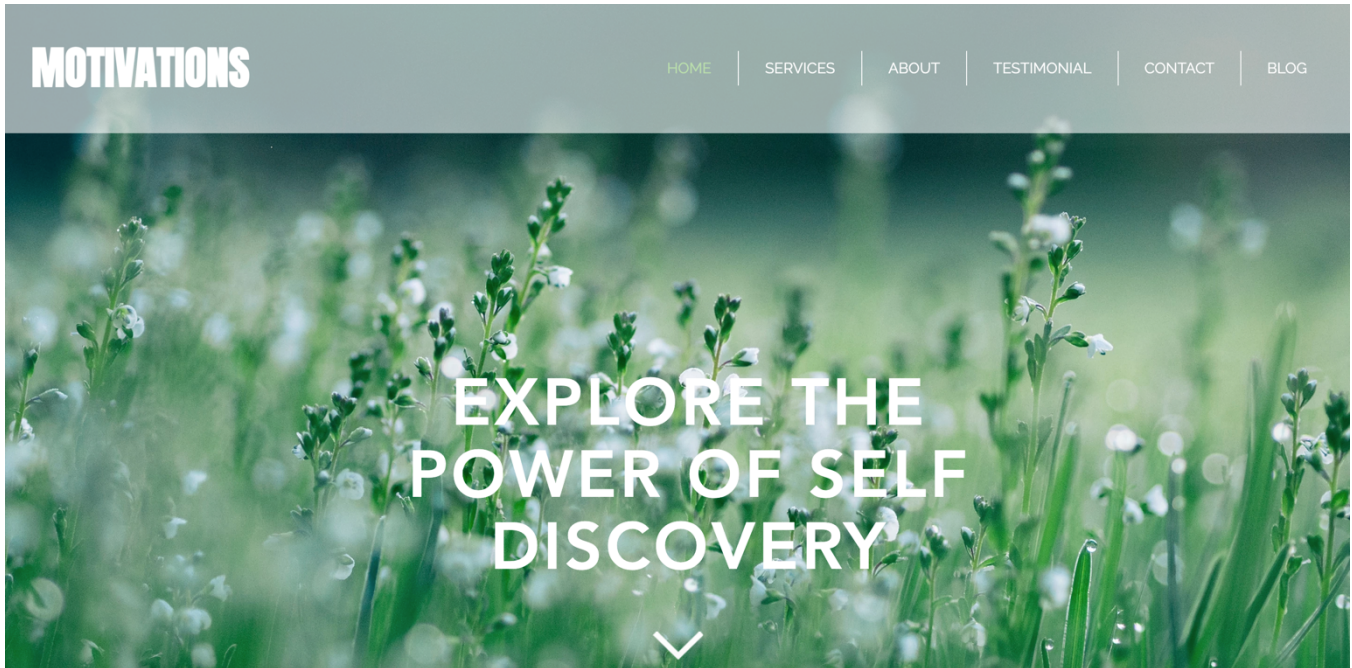 MOTIVATIONS
HOME SERVICES ABOUT TESTIMONIAL CONTACT BLOG
EXPLORE THE
POWER OF SELF
DISCOVERY